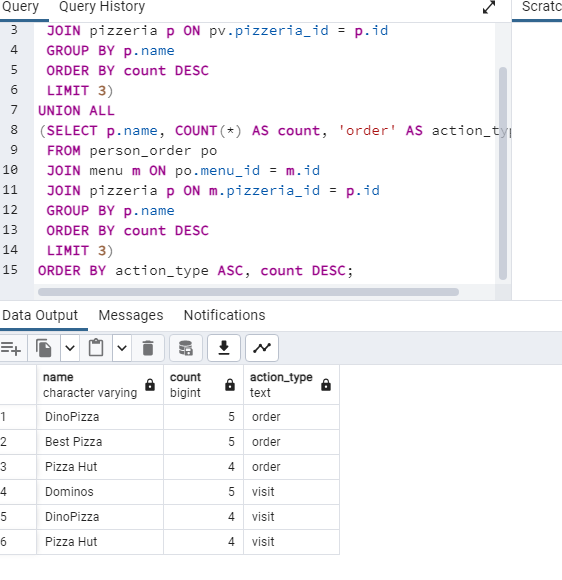 Query Query History Scratc
3 JOIN pizzeria p ON pv.pizzeria_id = p.id
4 GROUP BY p.name
5 ORDER BY count DESC
6 LIMIT 3)
7 UNION ALL
8 (SELECT p.name, COUNT(*) AS count, 'order' AS action_typ
9 FROM person_order po
10 JOIN menu m ON po.menu_id = m.id
11 JOIN pizzeria p ON m.pizzeria_id = p.id
12 GROUP BY p.name
13 ORDER BY count DESC
14 LIMIT 3)
15 ORDER BY action_type ASC, count DESC;
Data Output Messages Notifications
name count action_type
character varying bigint text
1 DinoPizza 5 order
2 Best Pizza 5 order
3 Pizza Hut 4 order
4 Dominos 5 visit
5 DinoPizza 4 visit
6 Pizza Hut 4 visit